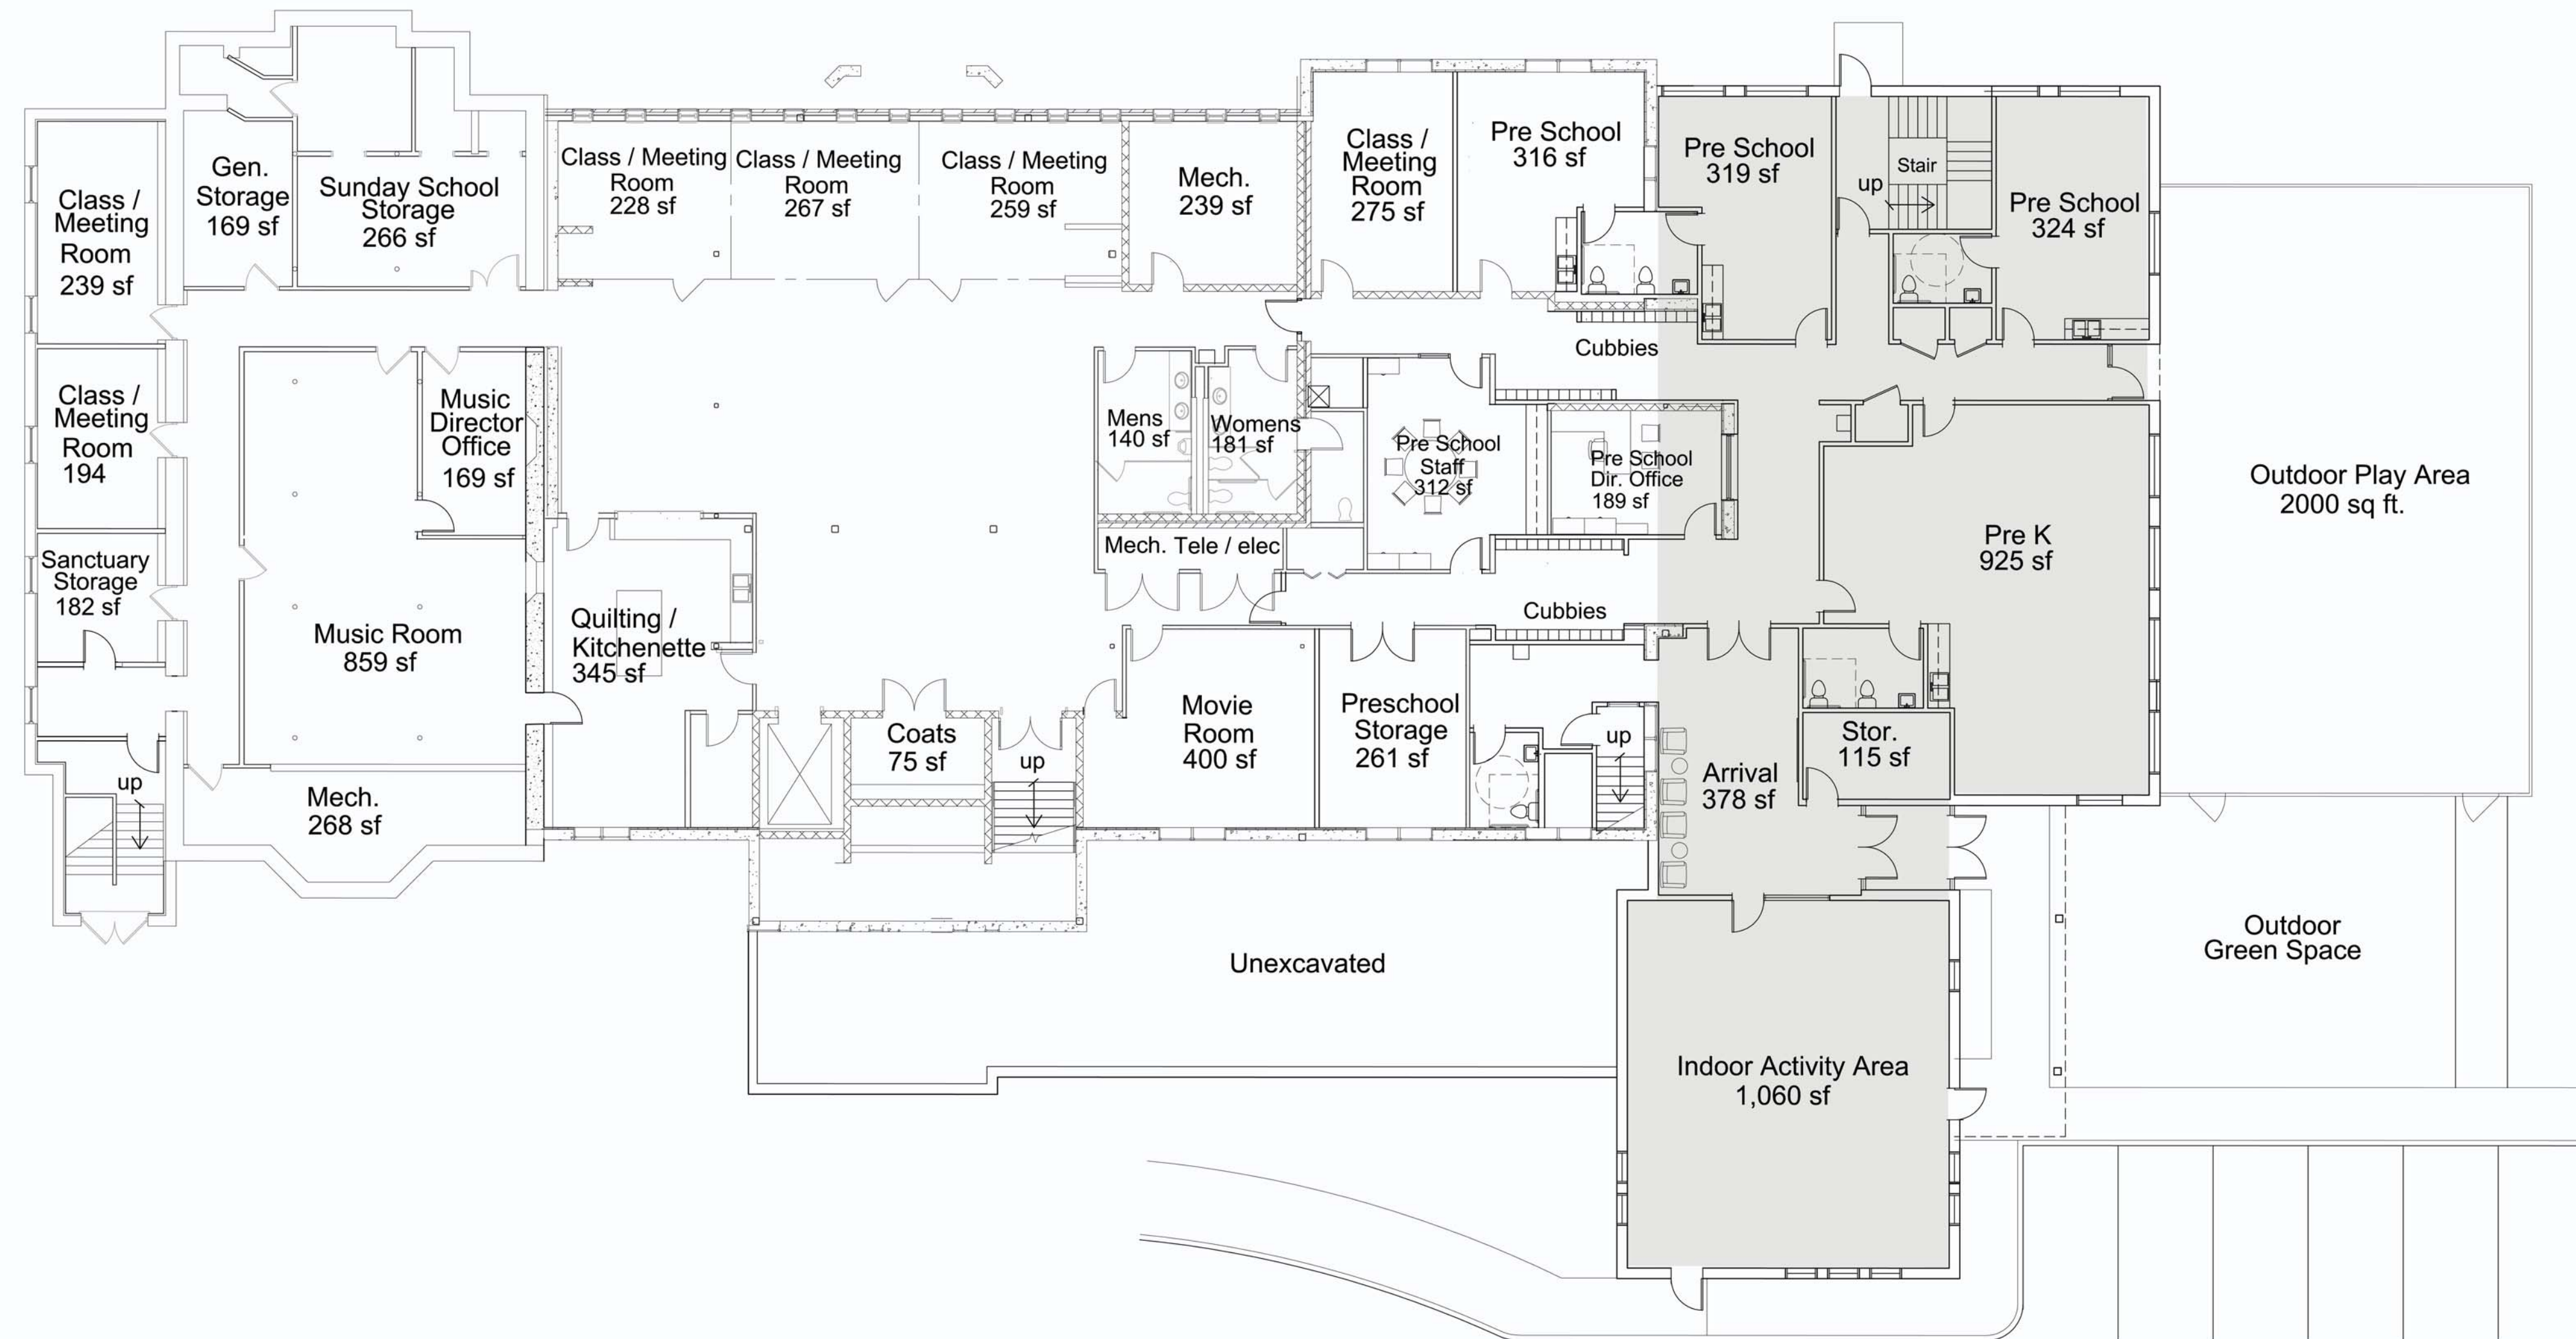 Class /
Meeting
Room
239 sf
Gen.
Storage
169 sf
Sunday School
Storage
266 sf
Class / Meeting
Room
228 sf
Class / Meeting
Room
267 sf
Class / Meeting
Room
259 sf
Mech.
239 sf
Class /
Meeting
Room
275 sf
Pre School
316 sf
Pre School
319 sf
Stair
up
Pre School
324 sf
Cubbies
Class /
Meeting
Room
194
Music
Director
Office
169 sf
Mens
140 sf
Womens
181 sf
Pre School
Staff
312 sf
Pre School
Dir. Office
189 sf
Outdoor Play Area
2000 sq ft.
Pre K
925 sf
Sanctuary
Storage
182 sf
Mech. Tele / elec
Cubbies
Music Room
859 sf
Quilting /
Kitchenette
345 sf
Coats
75 sf
up
Movie
Room
400 sf
Preschool
Storage
261 sf
up
Arrival
378 sf
Stor.
115 sf
up
Mech.
268 sf
Unexcavated
Outdoor
Green Space
Indoor Activity Area
1,060 sf